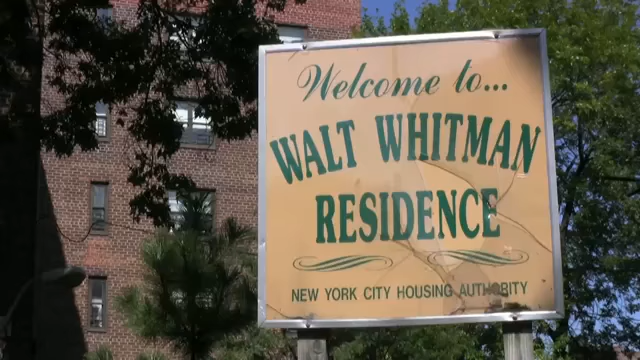 Welcome to...
WALT WHITMAN
RESIDENCE
NEW YORK CITY HOUSING AUTHORITY